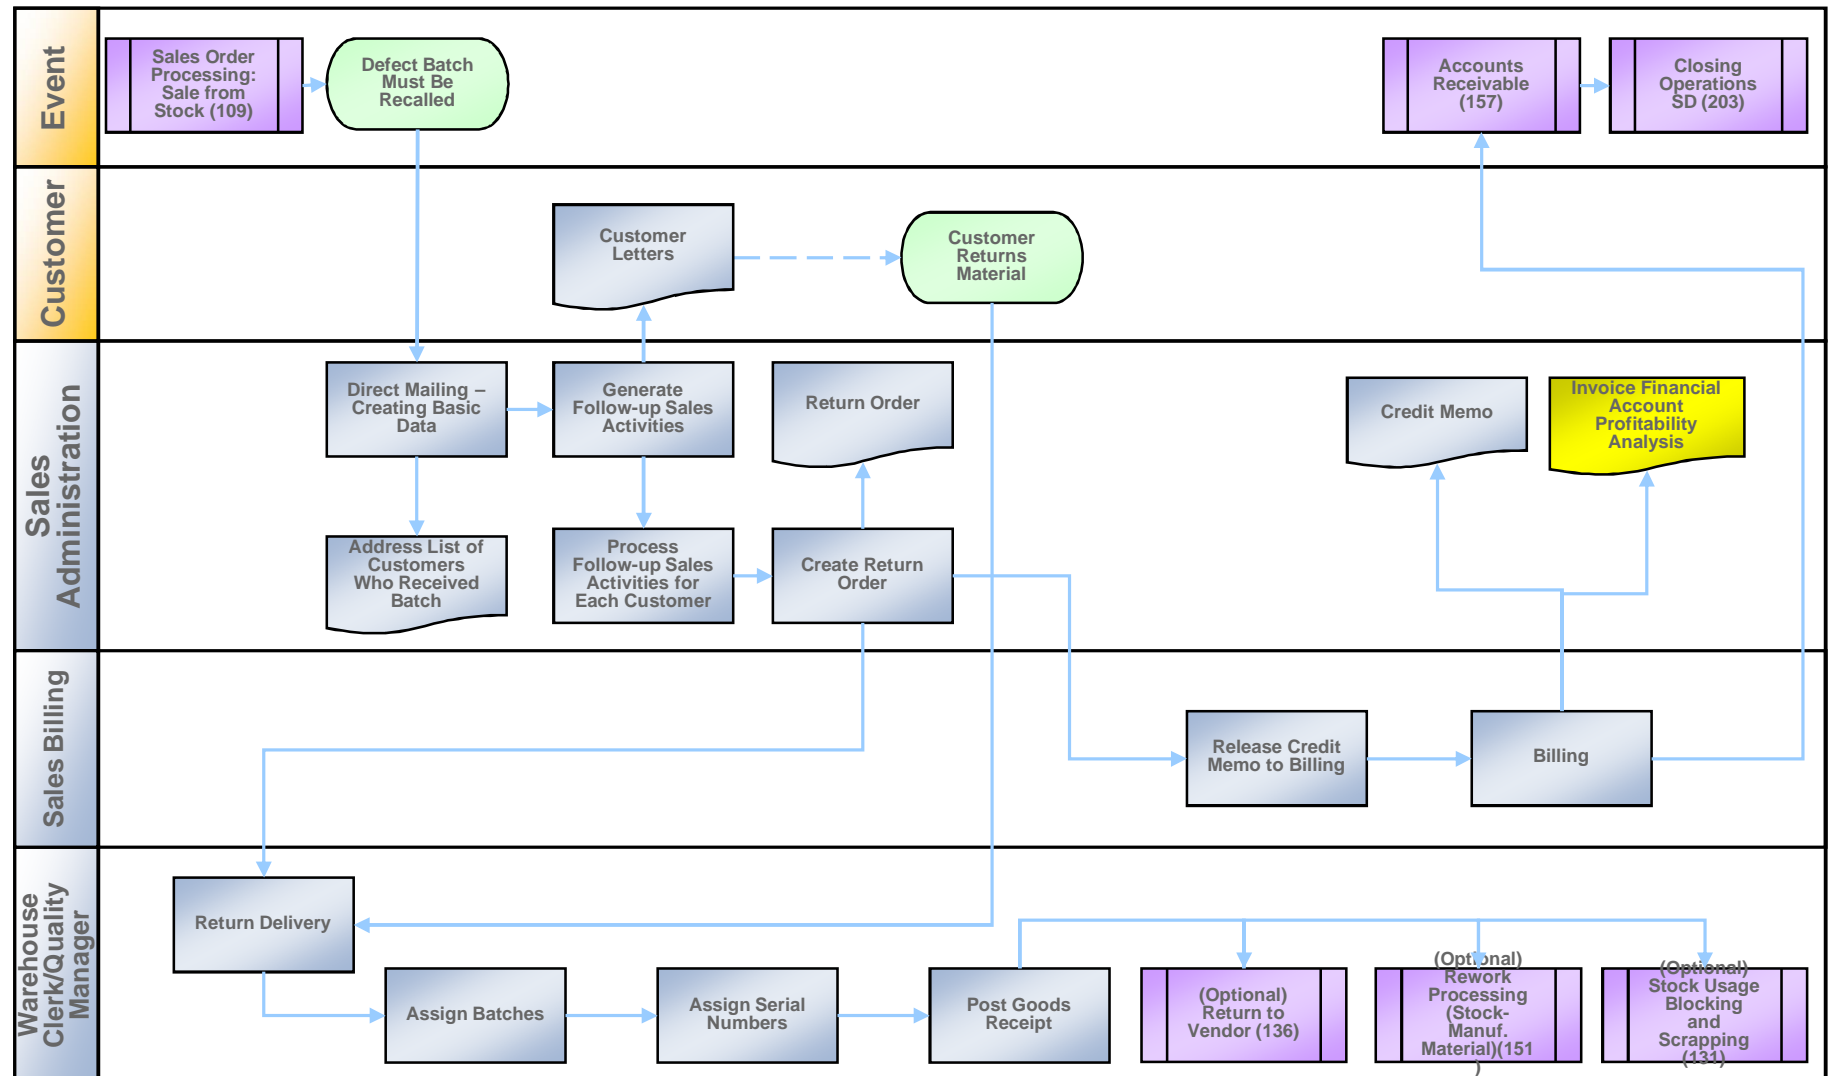 Event
Sales Order
Processing:
Sale from
Stock (109)
Defect Batch
Must Be
Recalled
Accounts
Receivable
(157)
Closing
Operations
SD (203)
Customer
Customer
Letters
Customer
Returns
Material
Sales
Administration
Direct Mailing –
Creating Basic
Data
Generate
Follow-up Sales
Activities
Return Order
Credit Memo
Invoice Financial
Account
Profitability
Analysis
Address List of
Customers
Who Received
Batch
Process
Follow-up Sales
Activities for
Each Customer
Create Return
Order
Sales Billing
Release Credit
Memo to Billing
Billing
Warehouse
Clerk/Quality
Manager
Return Delivery
Assign Batches
Assign Serial
Numbers
Post Goods
Receipt
(Optional)
Return to
Vendor (136)
(Optional)
Rework
Processing
(Stock-
Manuf.
Material)(151
)
(Optional)
Stock Usage
Blocking
and
Scrapping
(131)